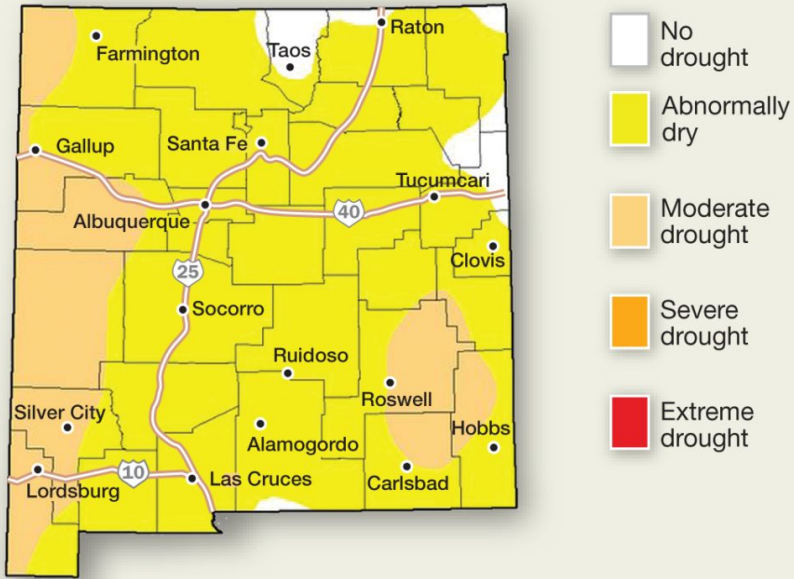 Farmington
Taos
Raton
Gallup
Santa Fe
Tucumcari
Albuquerque
40
25
Clovis
Socorro
Ruidoso
Roswell
Silver City
Alamogordo
Hobbs
10
Lordsburg
Las Cruces
Carlsbad
No
drought
Abnormally
dry
Moderate
drought
Severe
drought
Extreme
drought